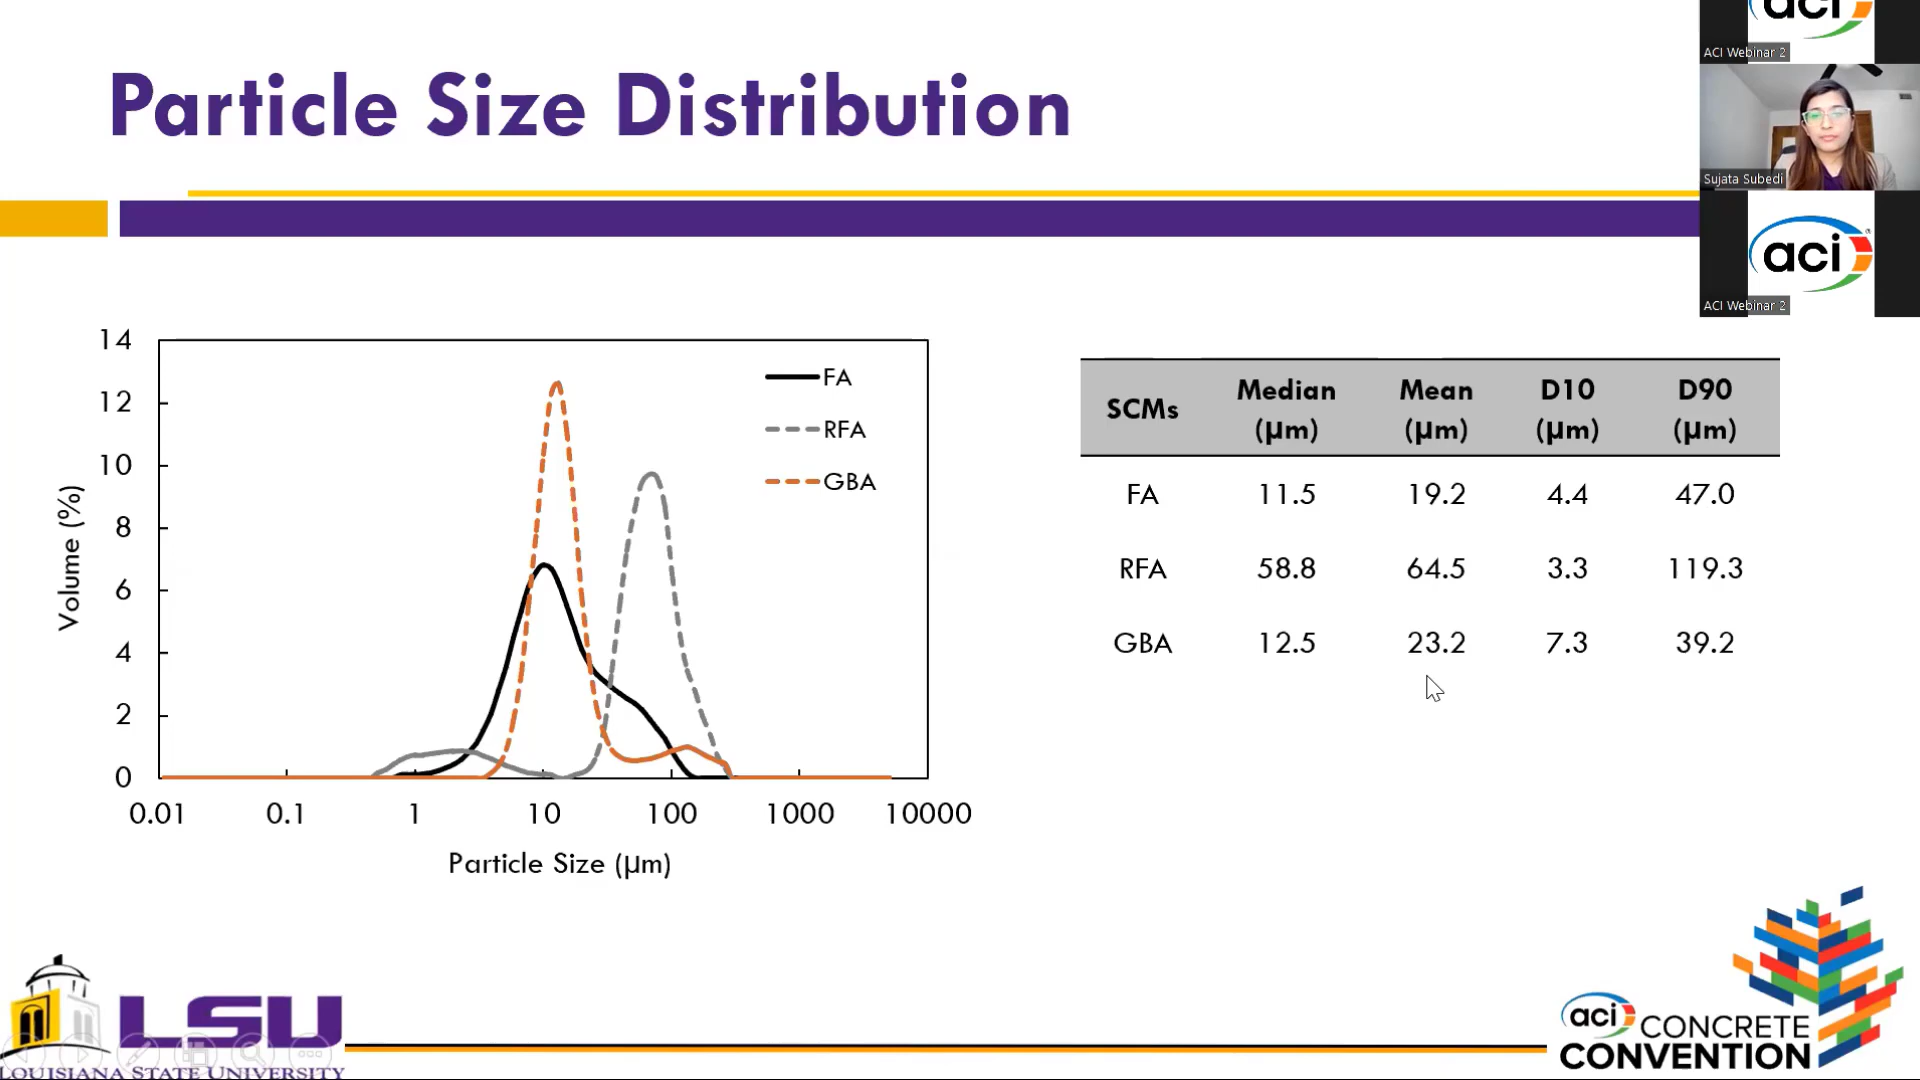 Particle Size Distribution
aci
ACI Webinar 2
Sujata Subedi
aci
ACI Webinar 2
14
12
10
8
6
4
2
0
Volume (%)
FA
RFA
GBA
0.01 0.1 1 10 100 1000 10000
Particle Size (µm)
SCMs Median (µm) Mean (µm) D10 (µm) D90 (µm)
FA 11.5 19.2 4.4 47.0
RFA 58.8 64.5 3.3 119.3
GBA 12.5 23.2 7.3 39.2
LSU
LOUISIANA STATE UNIVERSITY
aci CONCRETE
CONVENTION